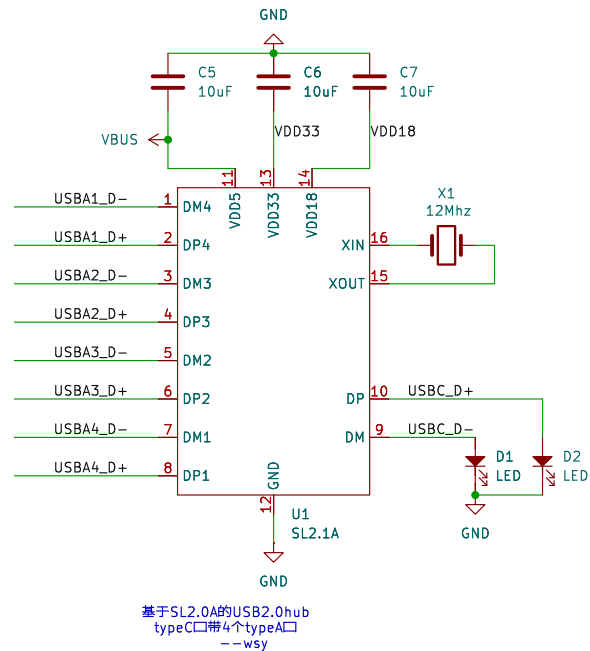 GND
C5
10uF
C6
10uF
C7
10uF
VBUS
VDD33
VDD18
11
13
14
VDD5
VDD33
VDD18
USBA1_D-
1
DM4
USBA1_D+
2
DP4
USBA2_D-
3
DM3
USBA2_D+
4
DP3
USBA3_D-
5
DM2
USBA3_D+
6
DP2
USBA4_D-
7
DM1
USBA4_D+
8
DP1
X1
12Mhz
XIN
16
XOUT
15
DP
10
USBC_D+
DM
9
USBC_D-
D1
LED
D2
LED
GND
GND
12
U1
SL2.1A
GND
基于SL2.0A的USB2.0hub
typeC口带4个typeA口
--wsy